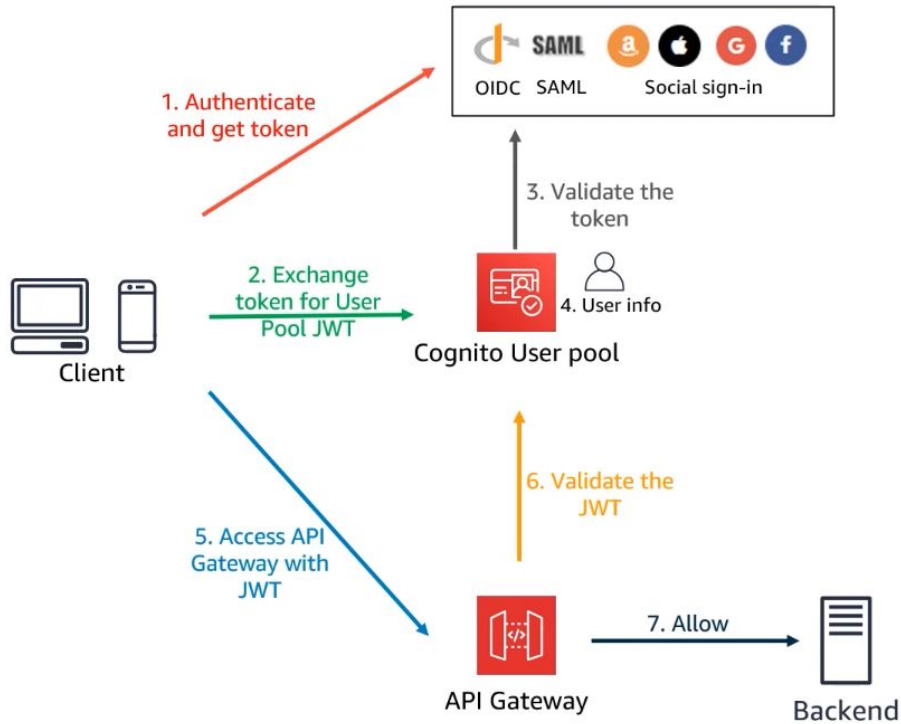 SAML
a
G
f
OIDC
SAML
Social sign-in
1. Authenticate
and get token
3. Validate the
token
2. Exchange
token for User
Pool JWT
4. User info
Client
Cognito User pool
6. Validate the
JWT
5. Access API
Gateway with
JWT
</>
7. Allow
API Gateway
Backend